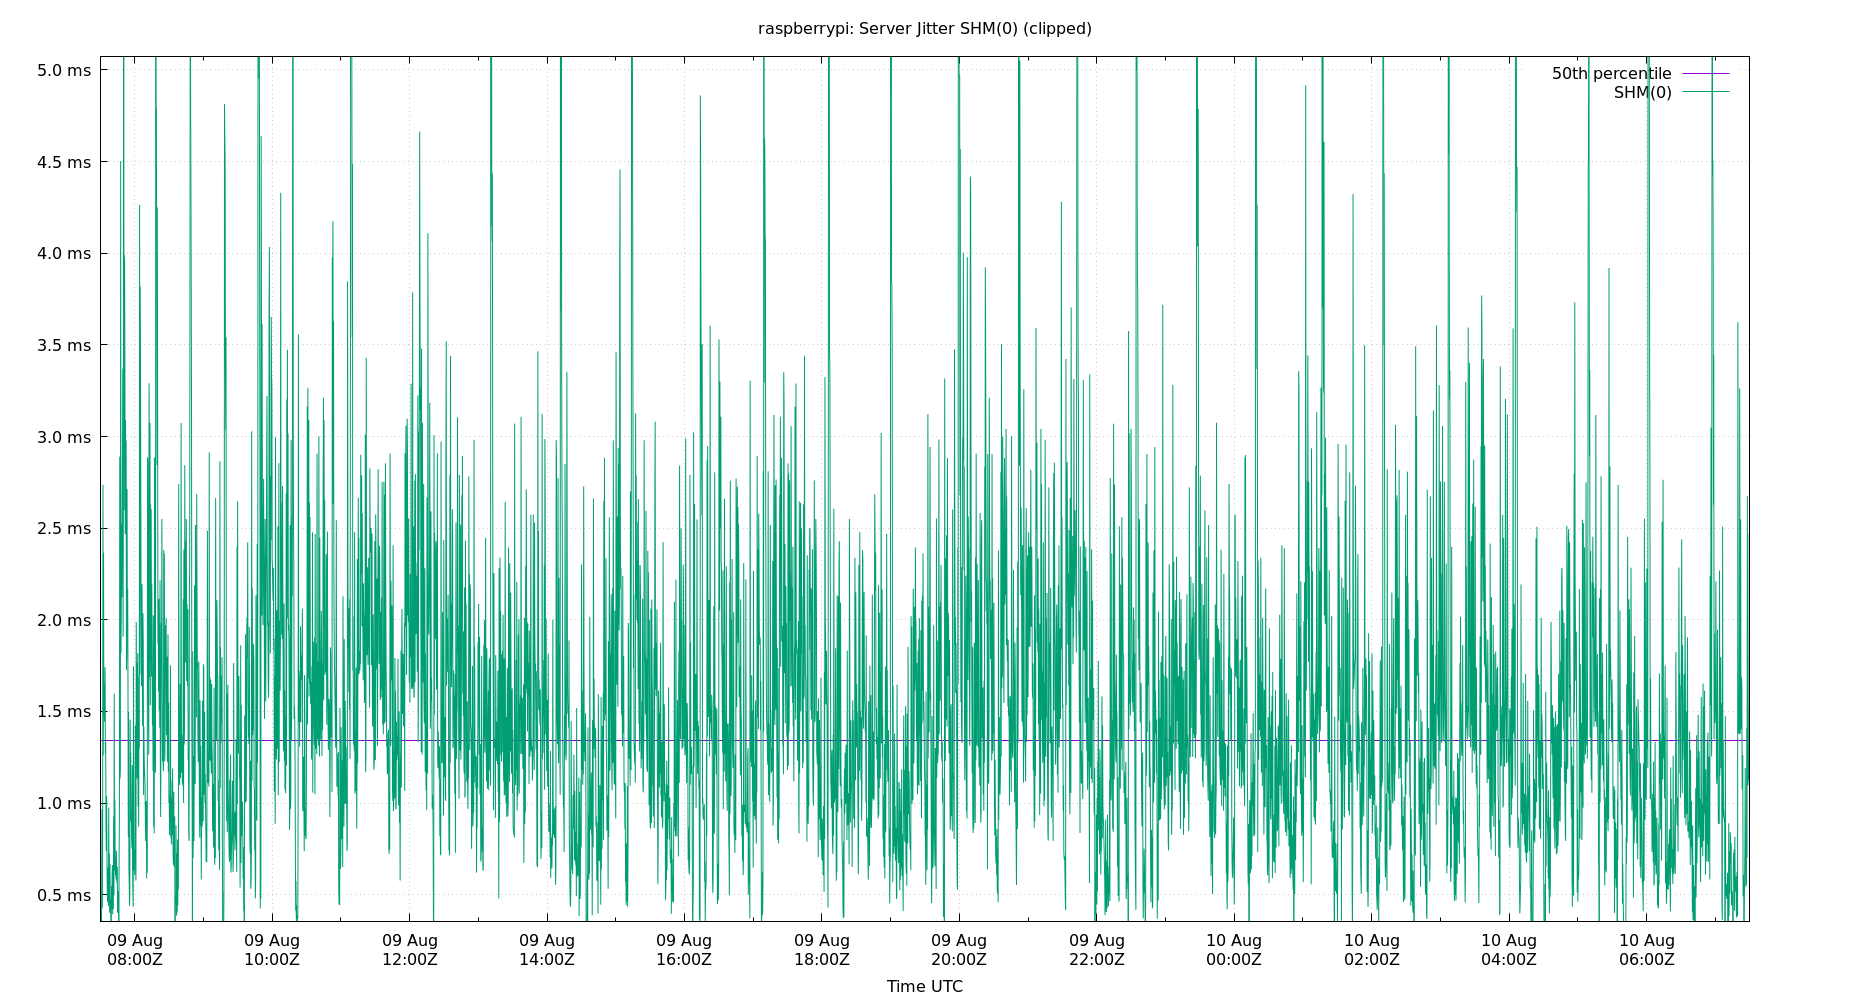 raspberrypi: Server Jitter SHM(0) (clipped)
50th percentile
SHM(0)
5.0 ms
4.5 ms
4.0 ms
3.5 ms
3.0 ms
2.5 ms
2.0 ms
1.5 ms
1.0 ms
0.5 ms
09 Aug 09 Aug 09 Aug 09 Aug 09 Aug 09 Aug 09 Aug 09 Aug 10 Aug 10 Aug 10 Aug 10 Aug
08:00Z 10:00Z 12:00Z 14:00Z 16:00Z 18:00Z 20:00Z 22:00Z 00:00Z 02:00Z 04:00Z 06:00Z
Time UTC